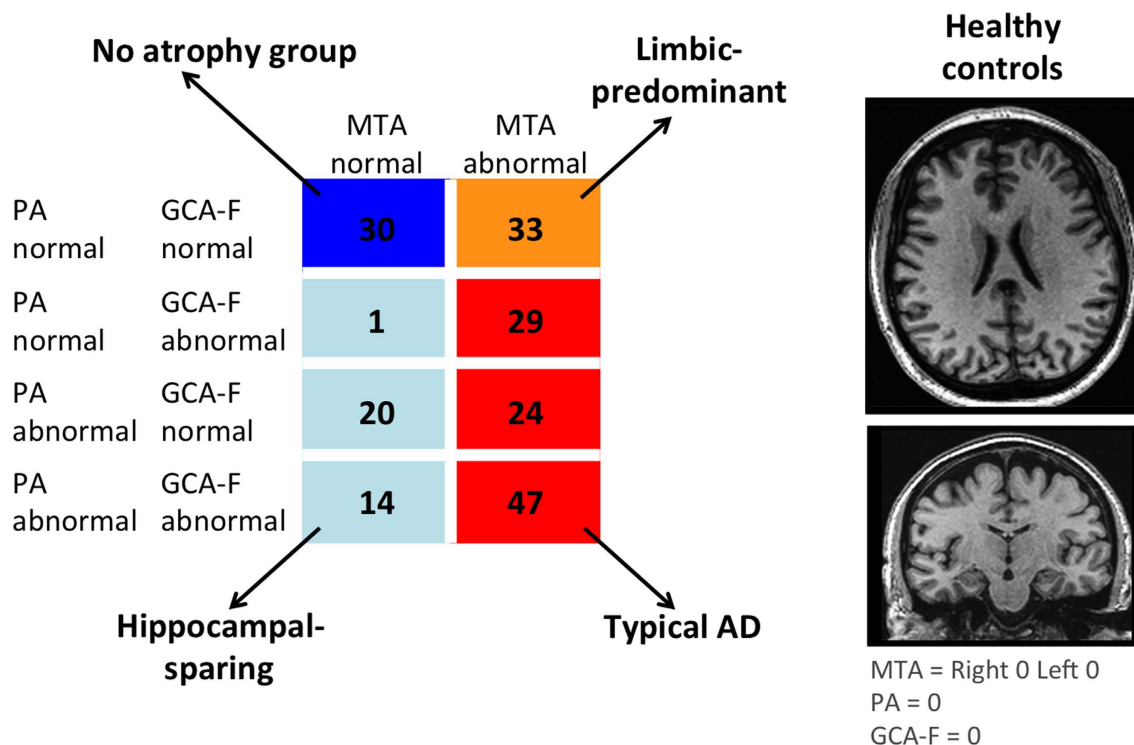 No atrophy group
Limbic-
predominant
Healthy
controls
MTA
normal
MTA
abnormal
PA
normal
GCA-F
normal
30
33
PA
normal
GCA-F
abnormal
1
29
PA
abnormal
GCA-F
normal
20
24
PA
abnormal
GCA-F
abnormal
14
47
Hippocampal-
sparing
Typical AD
MTA = Right 0 Left 0
PA = 0
GCA-F = 0